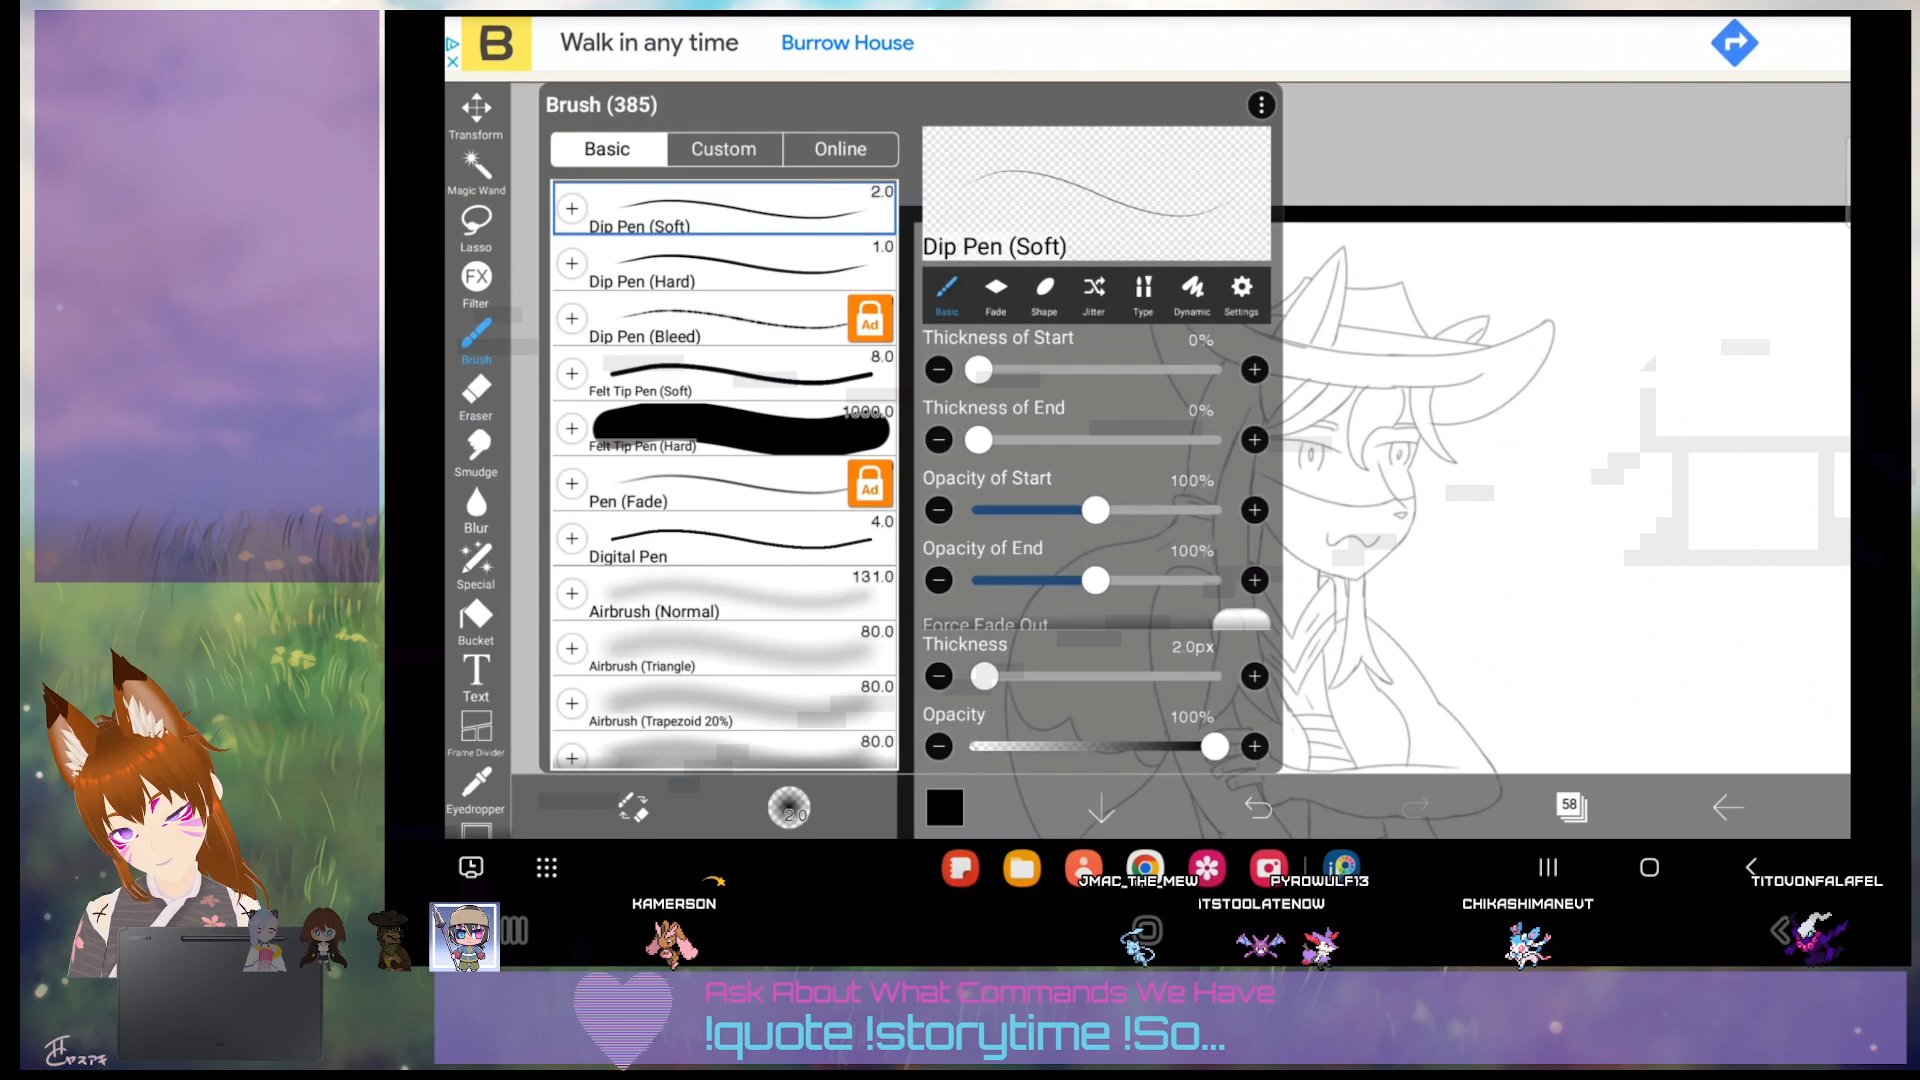 B
Walk in any time
Burrow House
Brush (385)
Basic
Custom
Online
2.0
Dip Pen (Soft)
1.0
Dip Pen (Hard)
Ad
Dip Pen (Bleed)
8.0
Felt Tip Pen (Soft)
1000.0
Felt Tip Pen (Hard)
Ad
Pen (Fade)
4.0
Digital Pen
131.0
Airbrush (Normal)
80.0
Airbrush (Triangle)
80.0
Airbrush (Trapezoid 20%)
80.0
Transform
Magic Wand
Lasso
FX
Filter
Brush
Eraser
Smudge
Blur
Special
Bucket
T
Text
Frame Divider
Eyedropper
Dip Pen (Soft)
Basic
Fade
Shape
Jitter
Type
Dynamic
Settings
Thickness of Start
0%
Thickness of End
0%
Opacity of Start
100%
Opacity of End
100%
Force Fade Out
Thickness
2.0px
Opacity
100%
2.0
58
JMAC_THE_MEW
PYROWULF13
TITOVONFALAFEL
KAMERSON
ITSTOOLATENOW
CHIKASHIMANEVT
SAMSUNG
Ask About What Commands We Have
!quote !storytime !So...